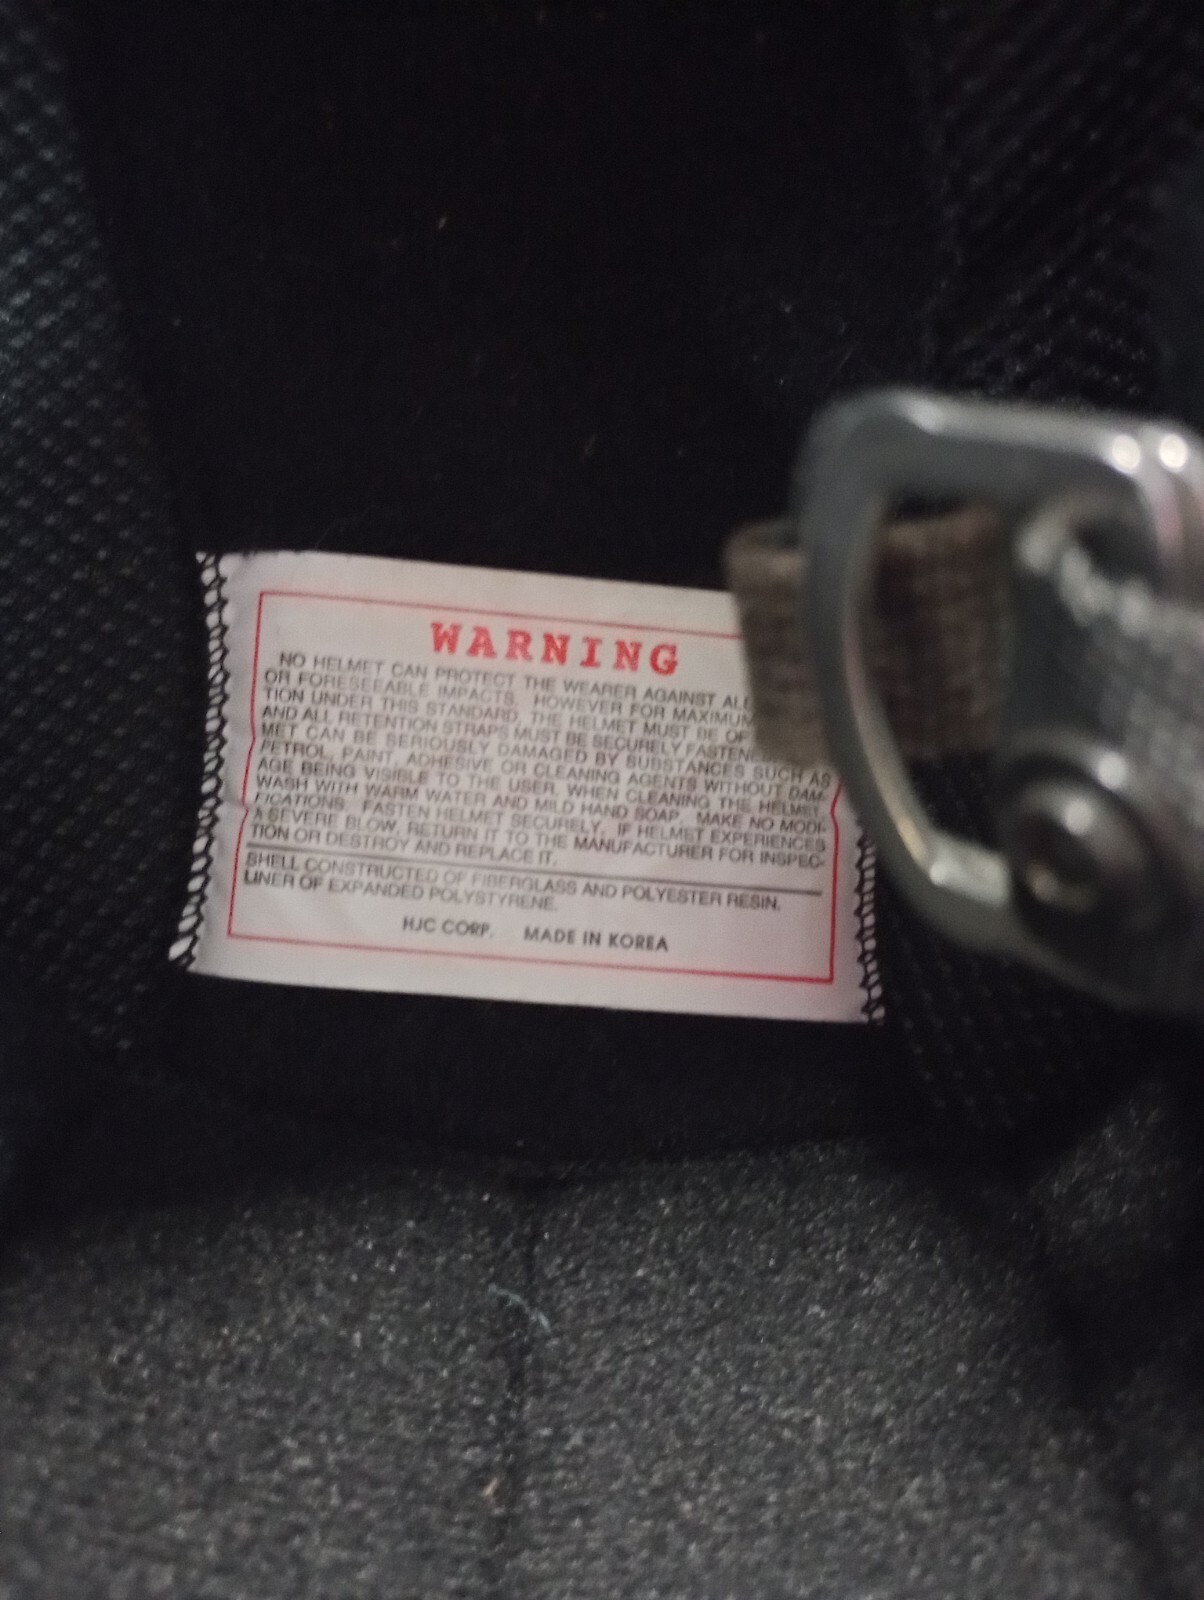 WARNING
NO HELMET CAN PROTECT THE WEARER AGAINST ALL
OR FORESEEABLE IMPACTS. HOWEVER FOR MAXIMUM
TION UNDER THIS STANDARD, THE HELMET MUST BE OF
AND ALL RETENTION STRAPS MUST BE SECURELY FASTENE
MET CAN BE SERIOUSLY DAMAGED BY SUBSTANCES SUCH AS
PETROL, PAINT, ADHESIVE OR CLEANING AGENTS WITHOUT DAM-
AGE BEING VISIBLE TO THE USER. WHEN CLEANING THE HELMET,
WASH WITH WARM WATER AND MILD HAND SOAP. MAKE NO MODI-
FICATIONS. FASTEN HELMET SECURELY. IF HELMET EXPERIENCES
A SEVERE BLOW, RETURN IT TO THE MANUFACTURER FOR INSPEC-
TION OR DESTROY AND REPLACE IT.
SHELL CONSTRUCTED OF FIBERGLASS AND POLYESTER RESIN.
LINER OF EXPANDED POLYSTYRENE.
HJC CORP. MADE IN KOREA